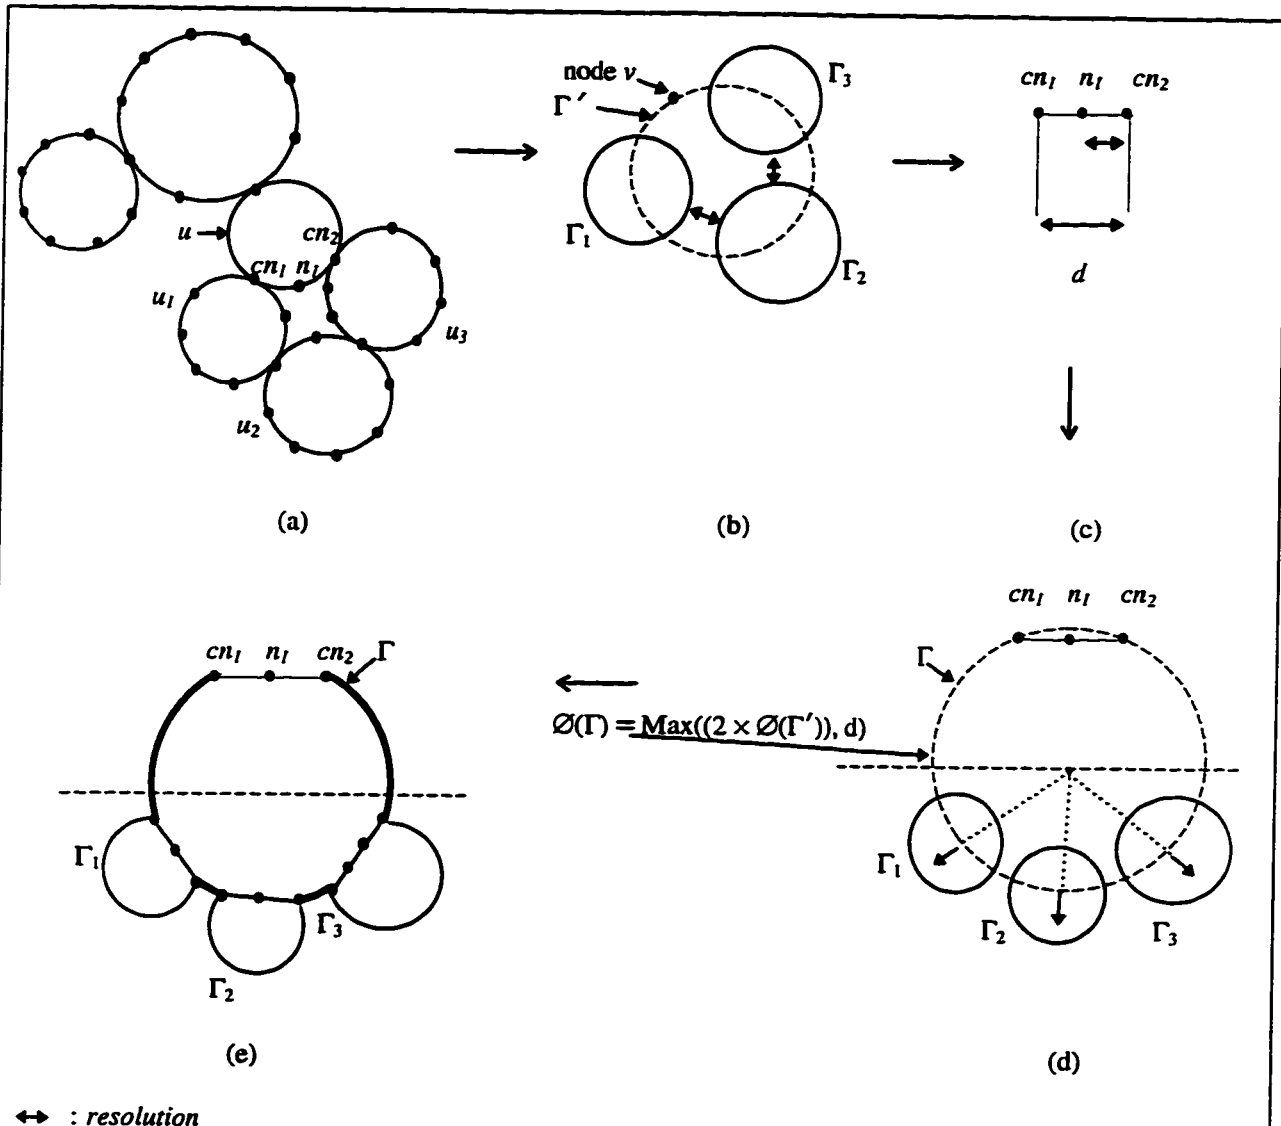 u
cn₂
cn₁ n₁
u₁
u₃
u₂
(a)
node v
Γ′
Γ₃
Γ₁
Γ₂
(b)
cn₁ n₁ cn₂
d
(c)
cn₁ n₁ cn₂
Γ
Γ₁
Γ₂
Γ₃
(d)
∅(Γ) = Max((2 × ∅(Γ′)), d)
cn₁ n₁ cn₂
Γ
Γ₁
Γ₃
Γ₂
(e)
↔ : resolution